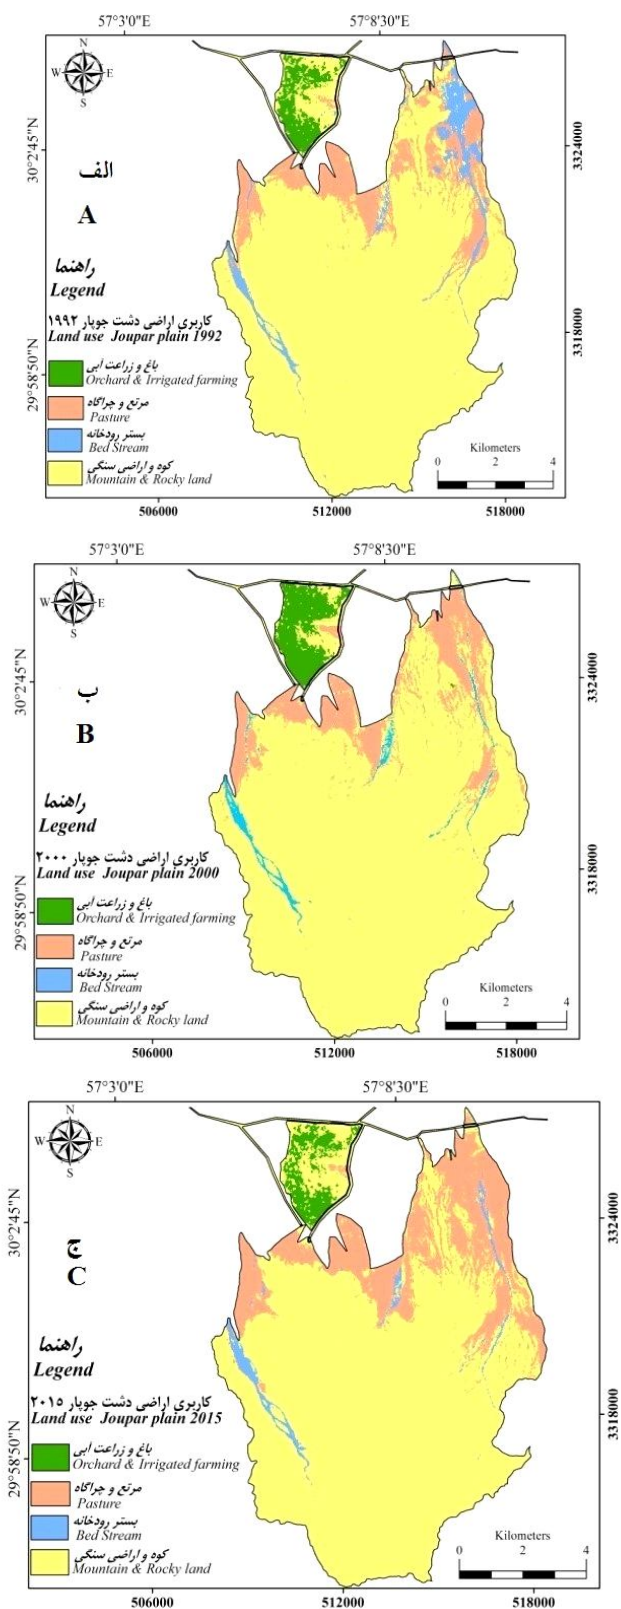 57°3'0"E 57°8'30"E
N
W E
S
30°2'45"N
3324000
الف
A
راهنما
Legend
کاربری اراضی دشت جوپار ۱۹۹۲
Land use Joupar plain 1992
3318000
29°58'50"N
باغ و زراعت آبی
Orchard & Irrigated farming
مرتع و چراگاه
Pasture
بستر رودخانه
Bed Stream
کوه و اراضی سنگی
Mountain & Rocky land
Kilometers
0 2 4
506000 512000 518000
57°3'0"E 57°8'30"E
N
W E
S
30°2'45"N
3324000
ب
B
راهنما
Legend
کاربری اراضی دشت جوپار ۲۰۰۰
Land use Joupar plain 2000
3318000
29°58'50"N
باغ و زراعت آبی
Orchard & Irrigated farming
مرتع و چراگاه
Pasture
بستر رودخانه
Bed Stream
کوه و اراضی سنگی
Mountain & Rocky land
Kilometers
0 2 4
506000 512000 518000
57°3'0"E 57°8'30"E
N
W E
S
30°2'45"N
3324000
ج
C
راهنما
Legend
کاربری اراضی دشت جوپار ۲۰۱۵
Land use Joupar plain 2015
3318000
29°58'50"N
باغ و زراعت آبی
Orchard & Irrigated farming
مرتع و چراگاه
Pasture
بستر رودخانه
Bed Stream
کوه و اراضی سنگی
Mountain & Rocky land
Kilometers
0 2 4
506000 512000 518000